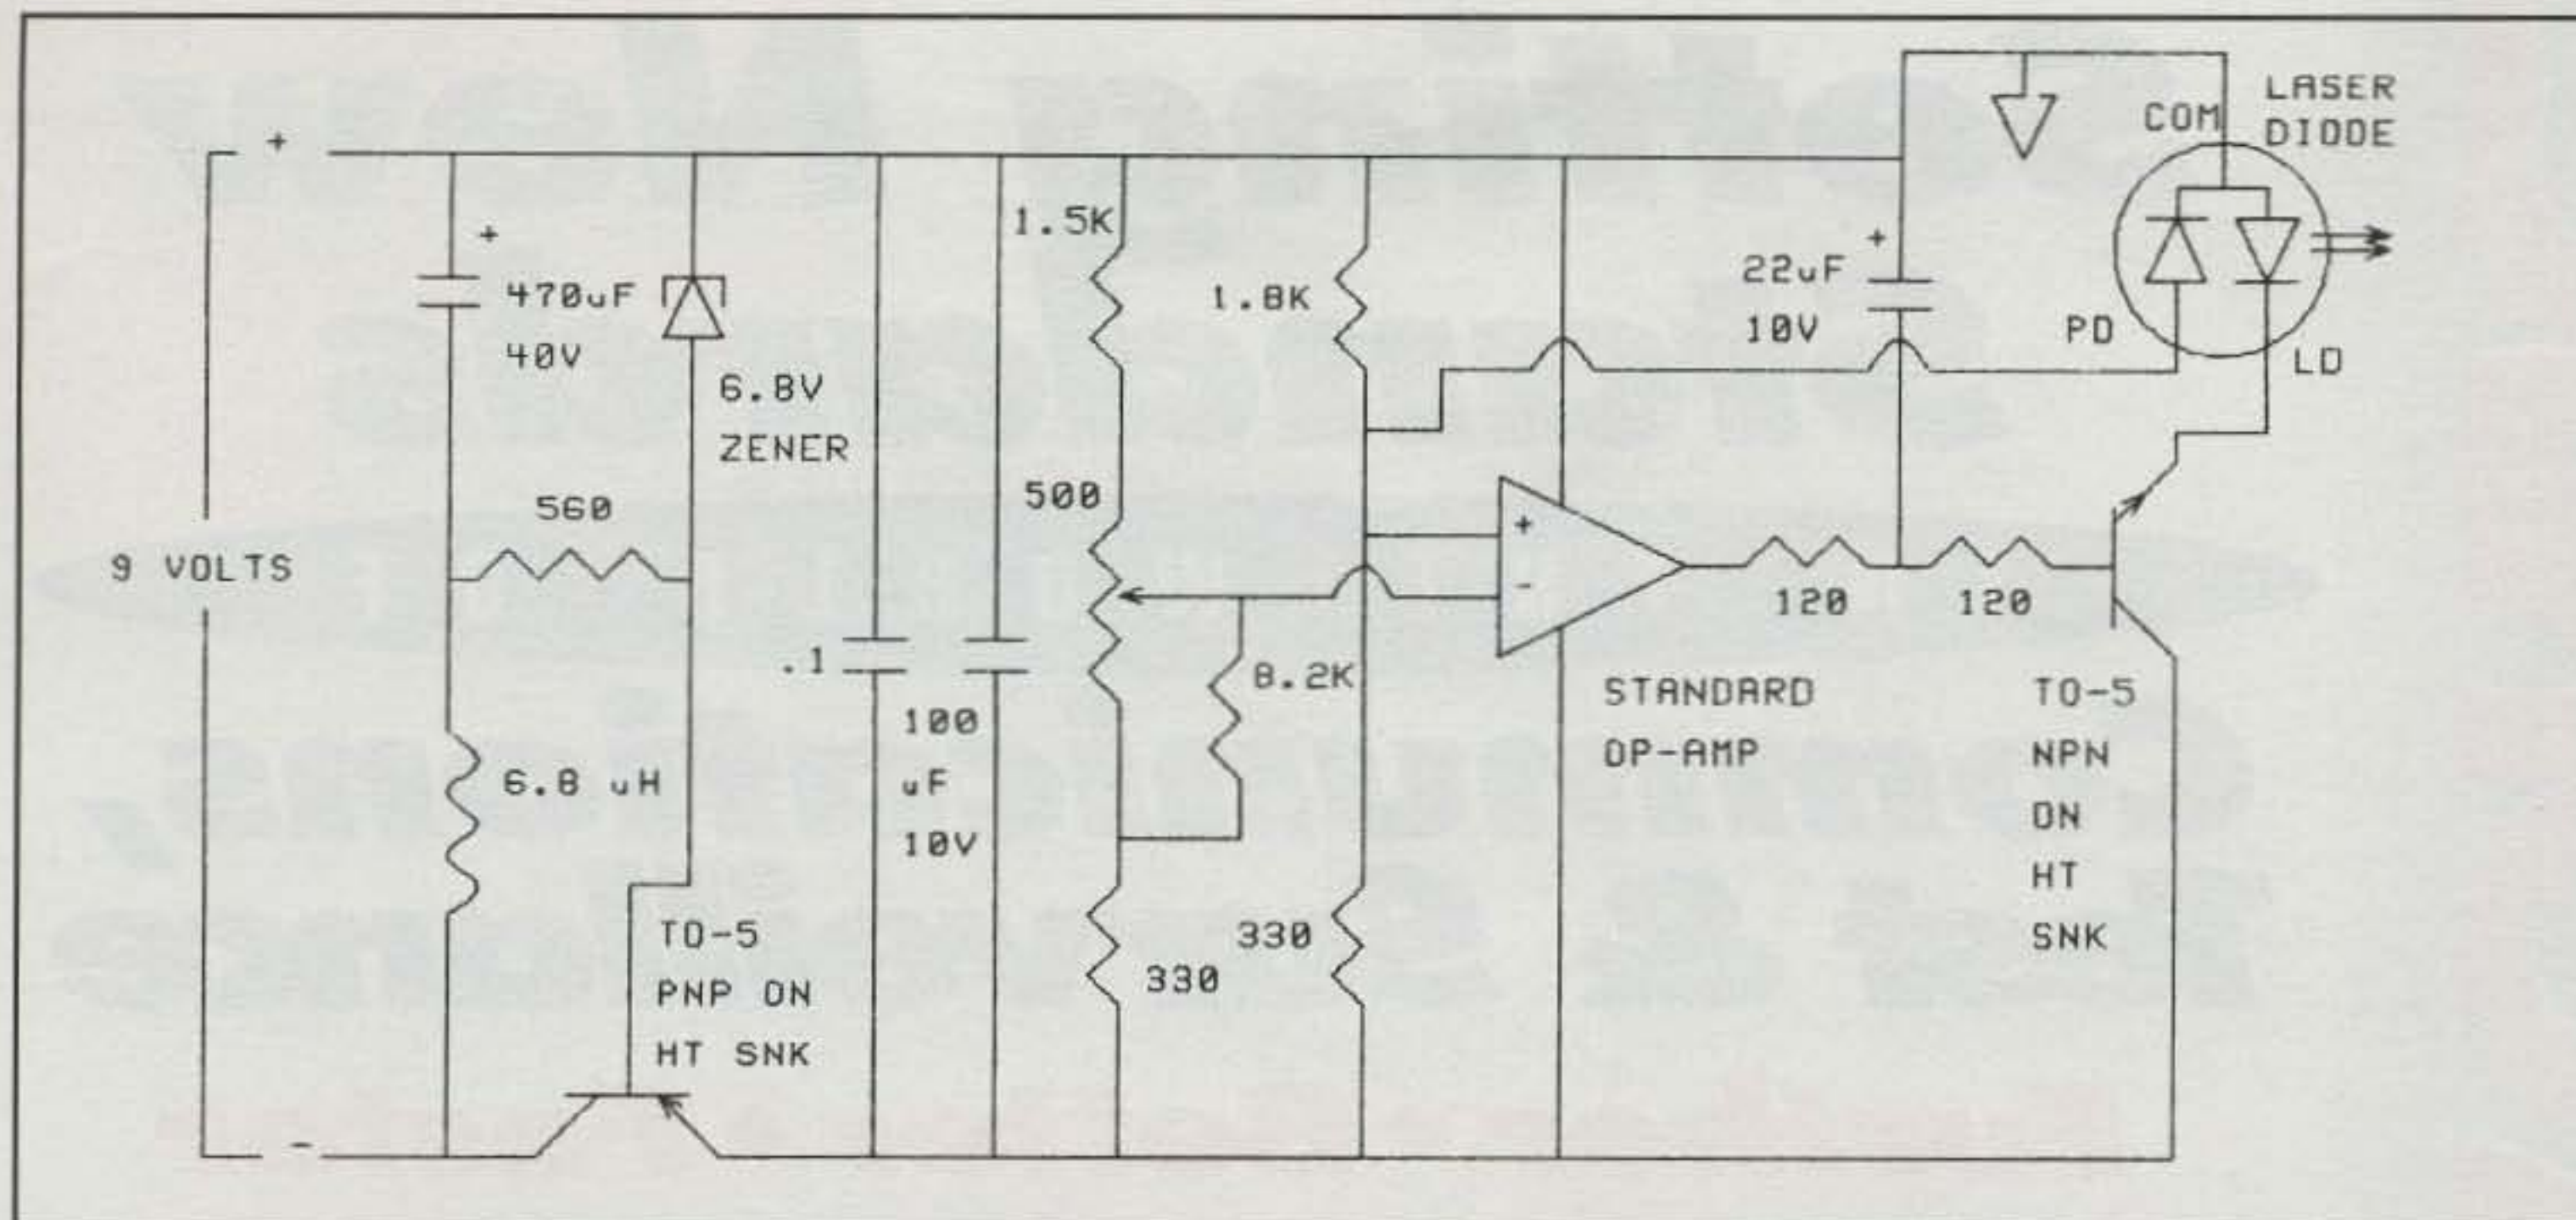 LASER
DIODE
COM
+
1.5K
+
470uF
40V
1.8K
+
22uF
10V
PD
LD
6.8V
ZENER
500
560
9 VOLTS
+
-
120
120
.1
8.2K
100
uF
10V
STANDARD
OP-AMP
TO-5
NPN
ON
HT
SNK
6.8 uH
TO-5
PNP ON
HT SNK
330
330
-